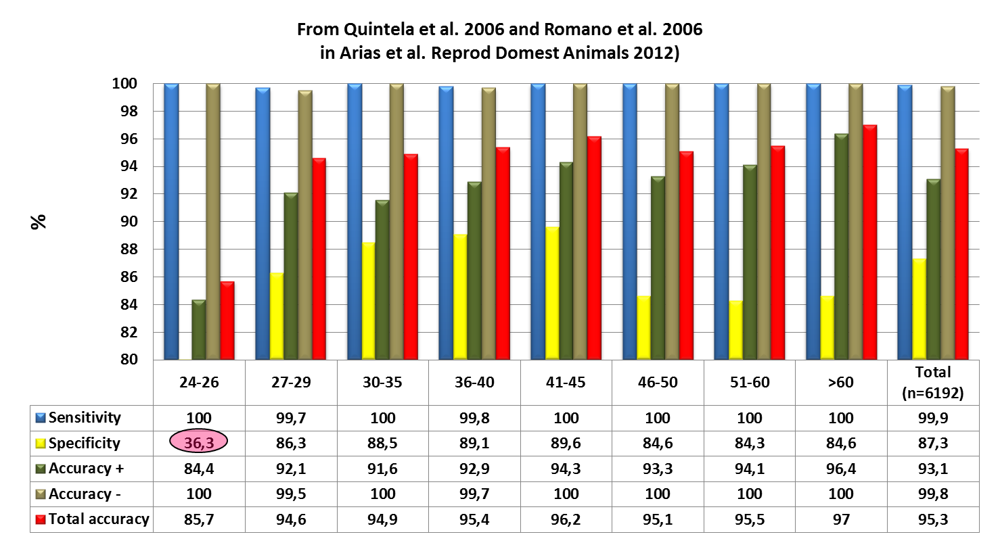 From Quintela et al. 2006 and Romano et al. 2006
in Arias et al. Reprod Domest Animals 2012)
100
98
96
94
92
90
88
86
84
82
80
%
24-26 27-29 30-35 36-40 41-45 46-50 51-60 >60 Total
(n=6192)
Sensitivity 100 99,7 100 99,8 100 100 100 100 99,9
Specificity 36,3 86,3 88,5 89,1 89,6 84,6 84,3 84,6 87,3
Accuracy + 84,4 92,1 91,6 92,9 94,3 93,3 94,1 96,4 93,1
Accuracy - 100 99,5 100 99,7 100 100 100 100 99,8
Total accuracy 85,7 94,6 94,9 95,4 96,2 95,1 95,5 97 95,3